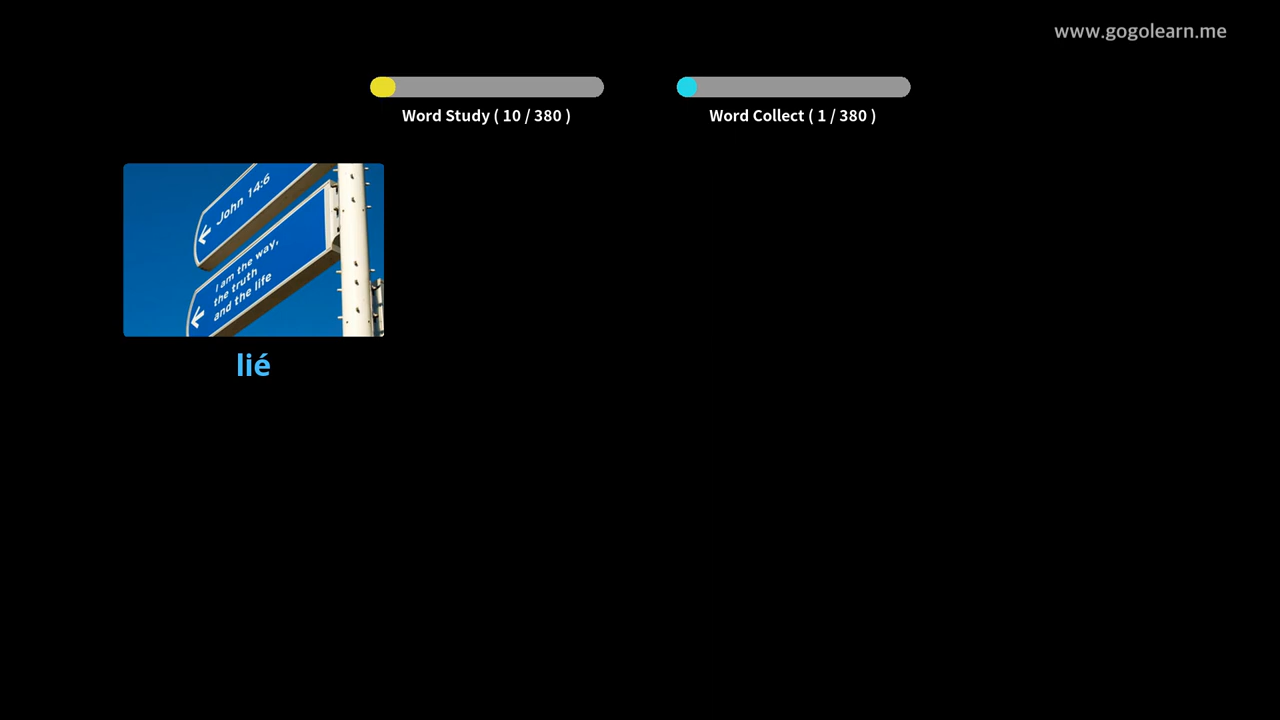 www.gogolearn.me
Word Study ( 10 / 380 )
Word Collect ( 1 / 380 )
John 14:6
I am the way,
the truth
and the life
lié